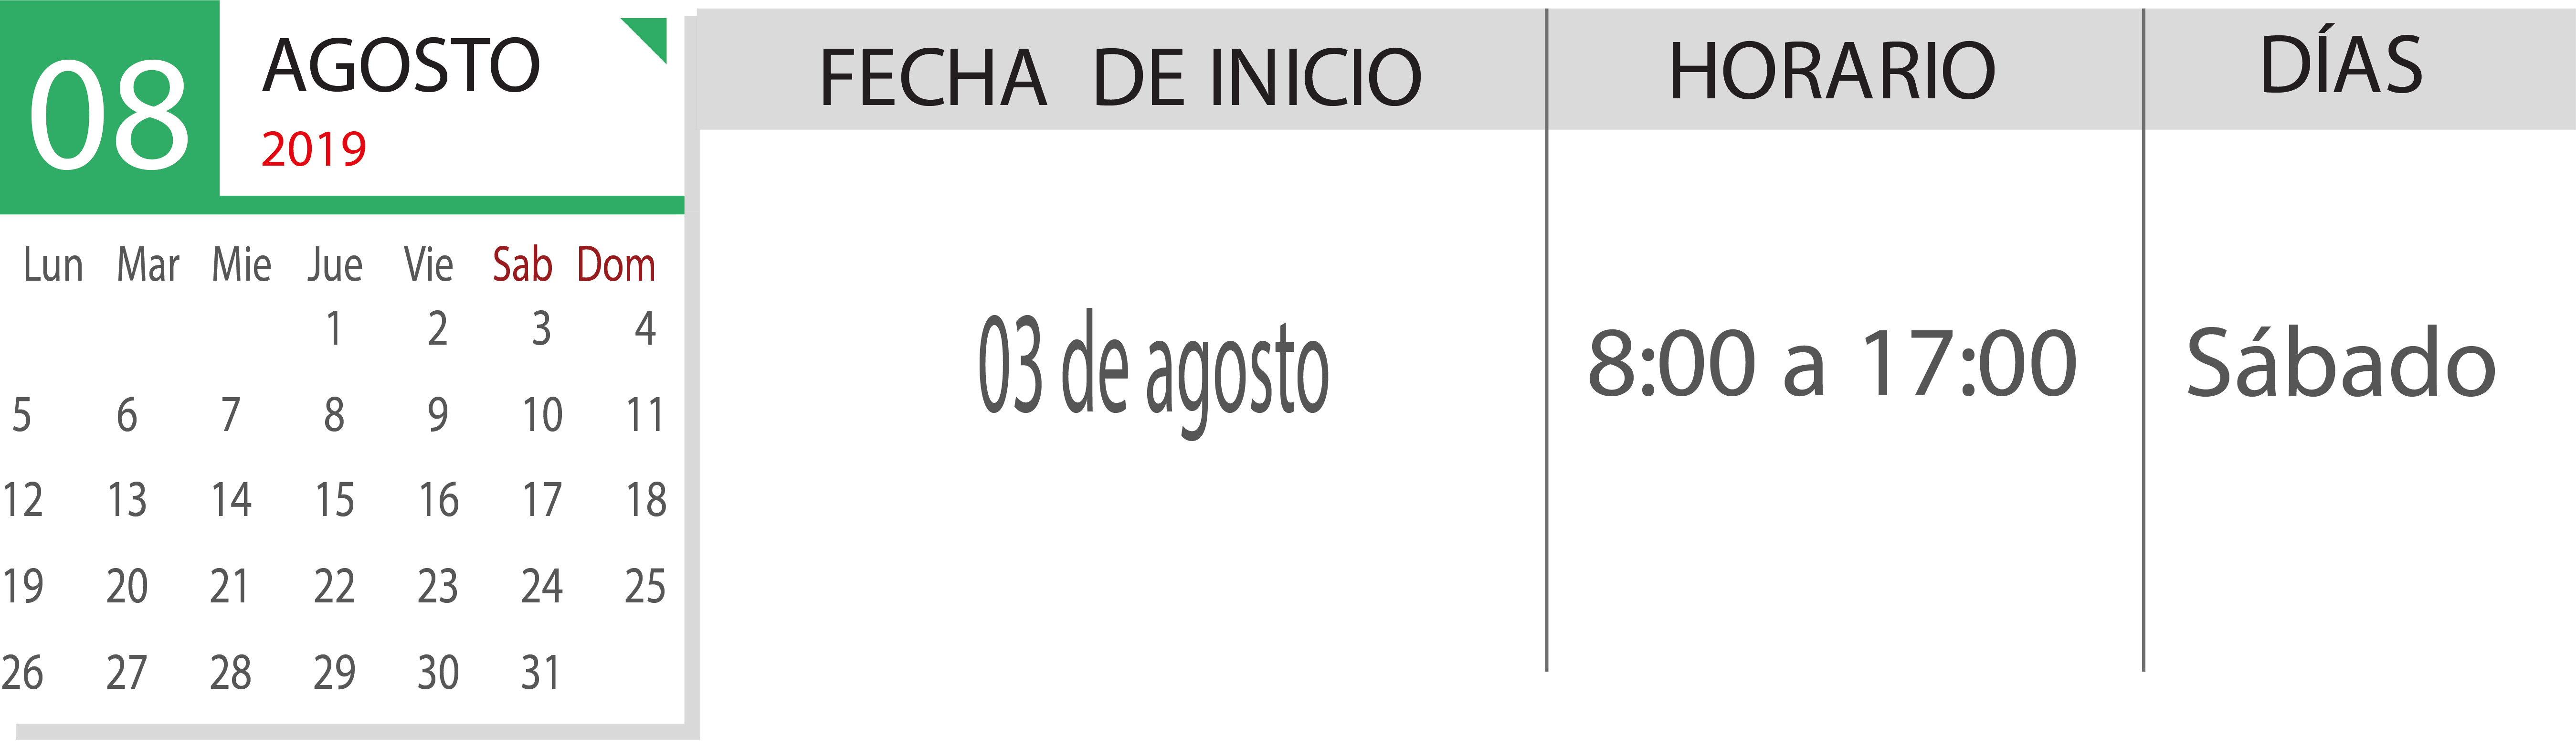 08
AGOSTO
2019
Lun Mar Mie Jue Vie Sab Dom
1 2 3 4
5 6 7 8 9 10 11
12 13 14 15 16 17 18
19 20 21 22 23 24 25
26 27 28 29 30 31
FECHA DE INICIO HORARIO DÍAS
03 de agosto 8:00 a 17:00 Sábado